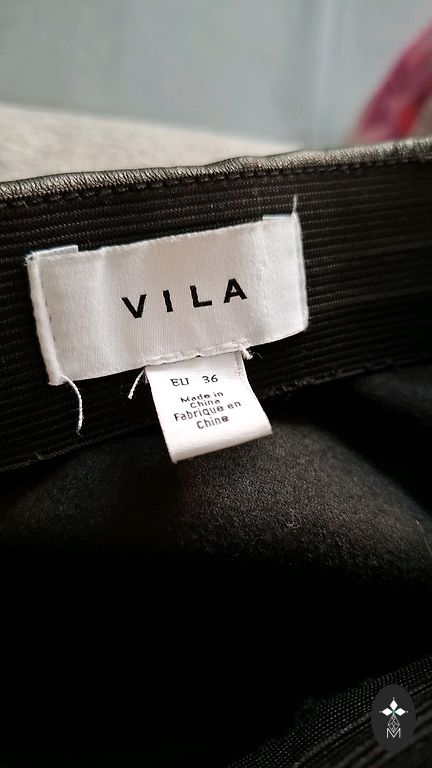 VILA
EU 36
Made in
China
Fabrique en
Chine
M